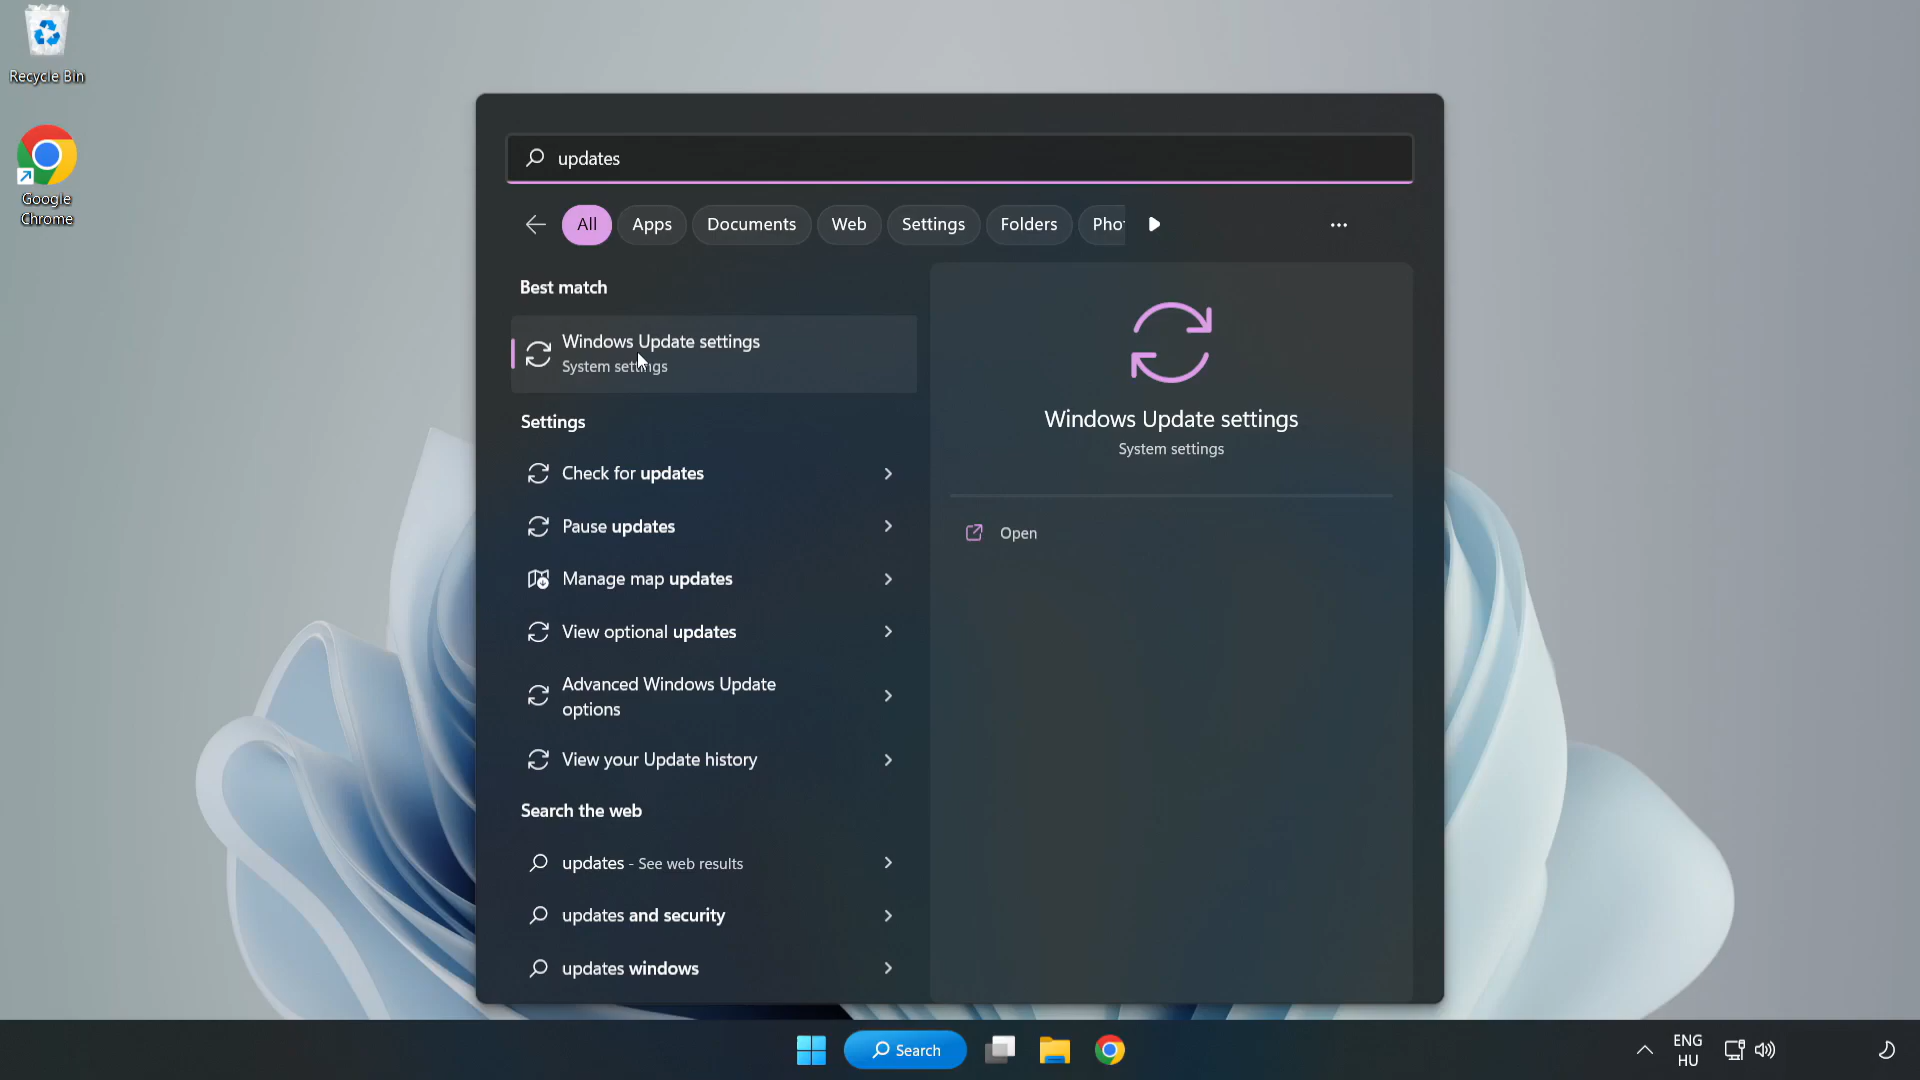 Recycle Bin
Google
Chrome
updates
All
Apps
Documents
Web
Settings
Folders
Best match
Windows Update settings
System settings
Settings
Check for updates
Pause updates
Manage map updates
View optional updates
Advanced Windows Update
options
View your Update history
Search the web
updates - See web results
updates and security
updates windows
Windows Update settings
System settings
Open
Search
ENG
HU